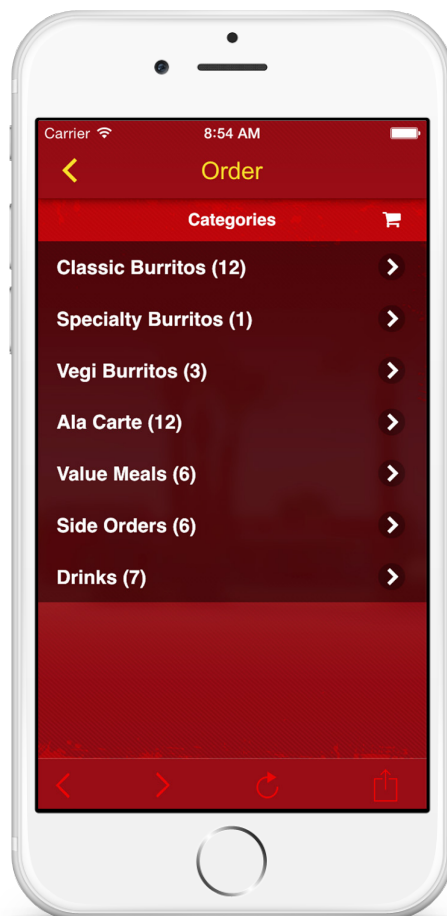 Carrier 8:54 AM
Order
Categories
Classic Burritos (12)
Specialty Burritos (1)
Vegi Burritos (3)
Ala Carte (12)
Value Meals (6)
Side Orders (6)
Drinks (7)